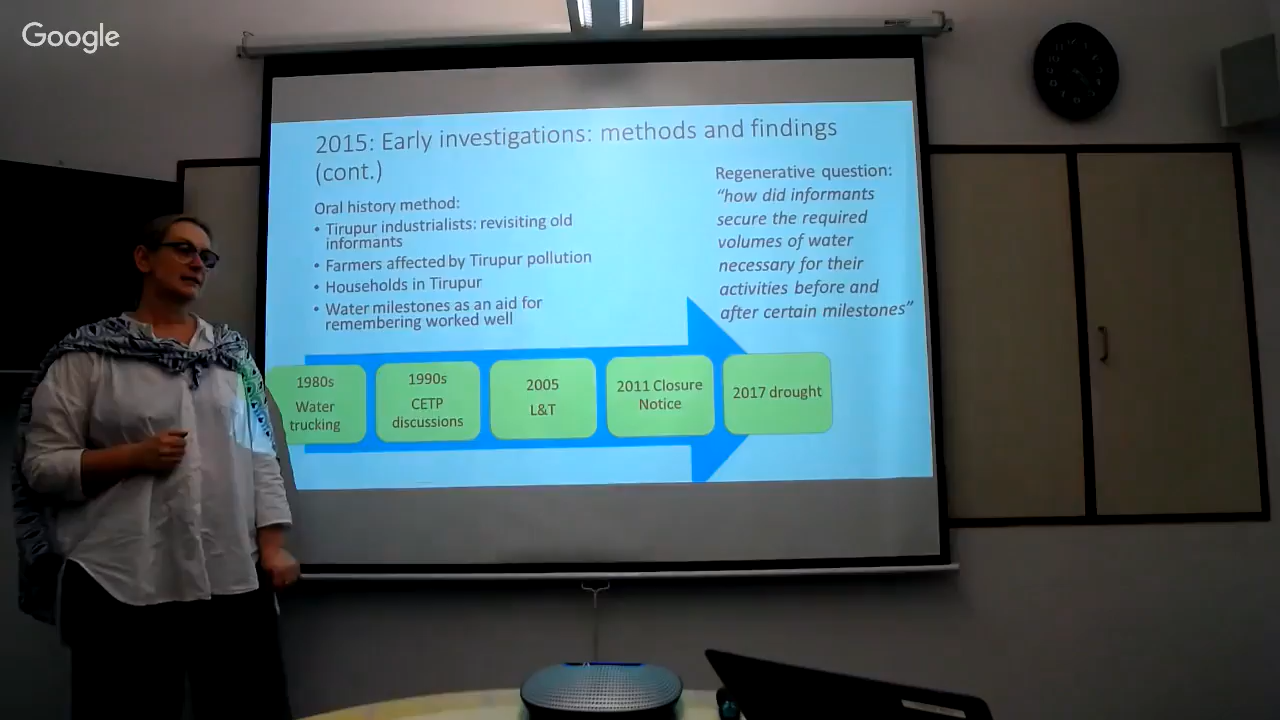 Google
2015: Early investigations: methods and findings
(cont.)
Oral history method:
• Tirupur industrialists: revisiting old
informants
• Farmers affected by Tirupur pollution
• Households in Tirupur
• Water milestones as an aid for
remembering worked well
Regenerative question:
“how did informants
secure the required
volumes of water
necessary for their
activities before and
after certain milestones”
1980s
Water
trucking
1990s
CETP
discussions
2005
L&T
2011 Closure
Notice
2017 drought